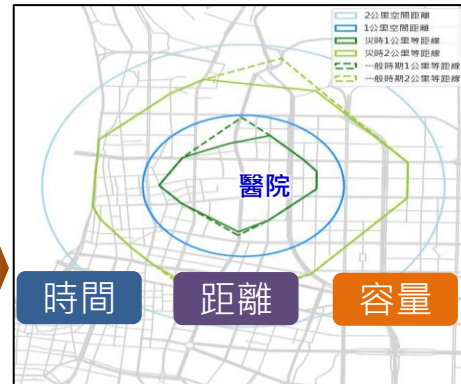 2公里空間距離
1公里空間距離
災時1公里等距線
災時2公里等距線
一般時期1公里等距線
一般時期2公里等距線
醫院
時間
距離
容量